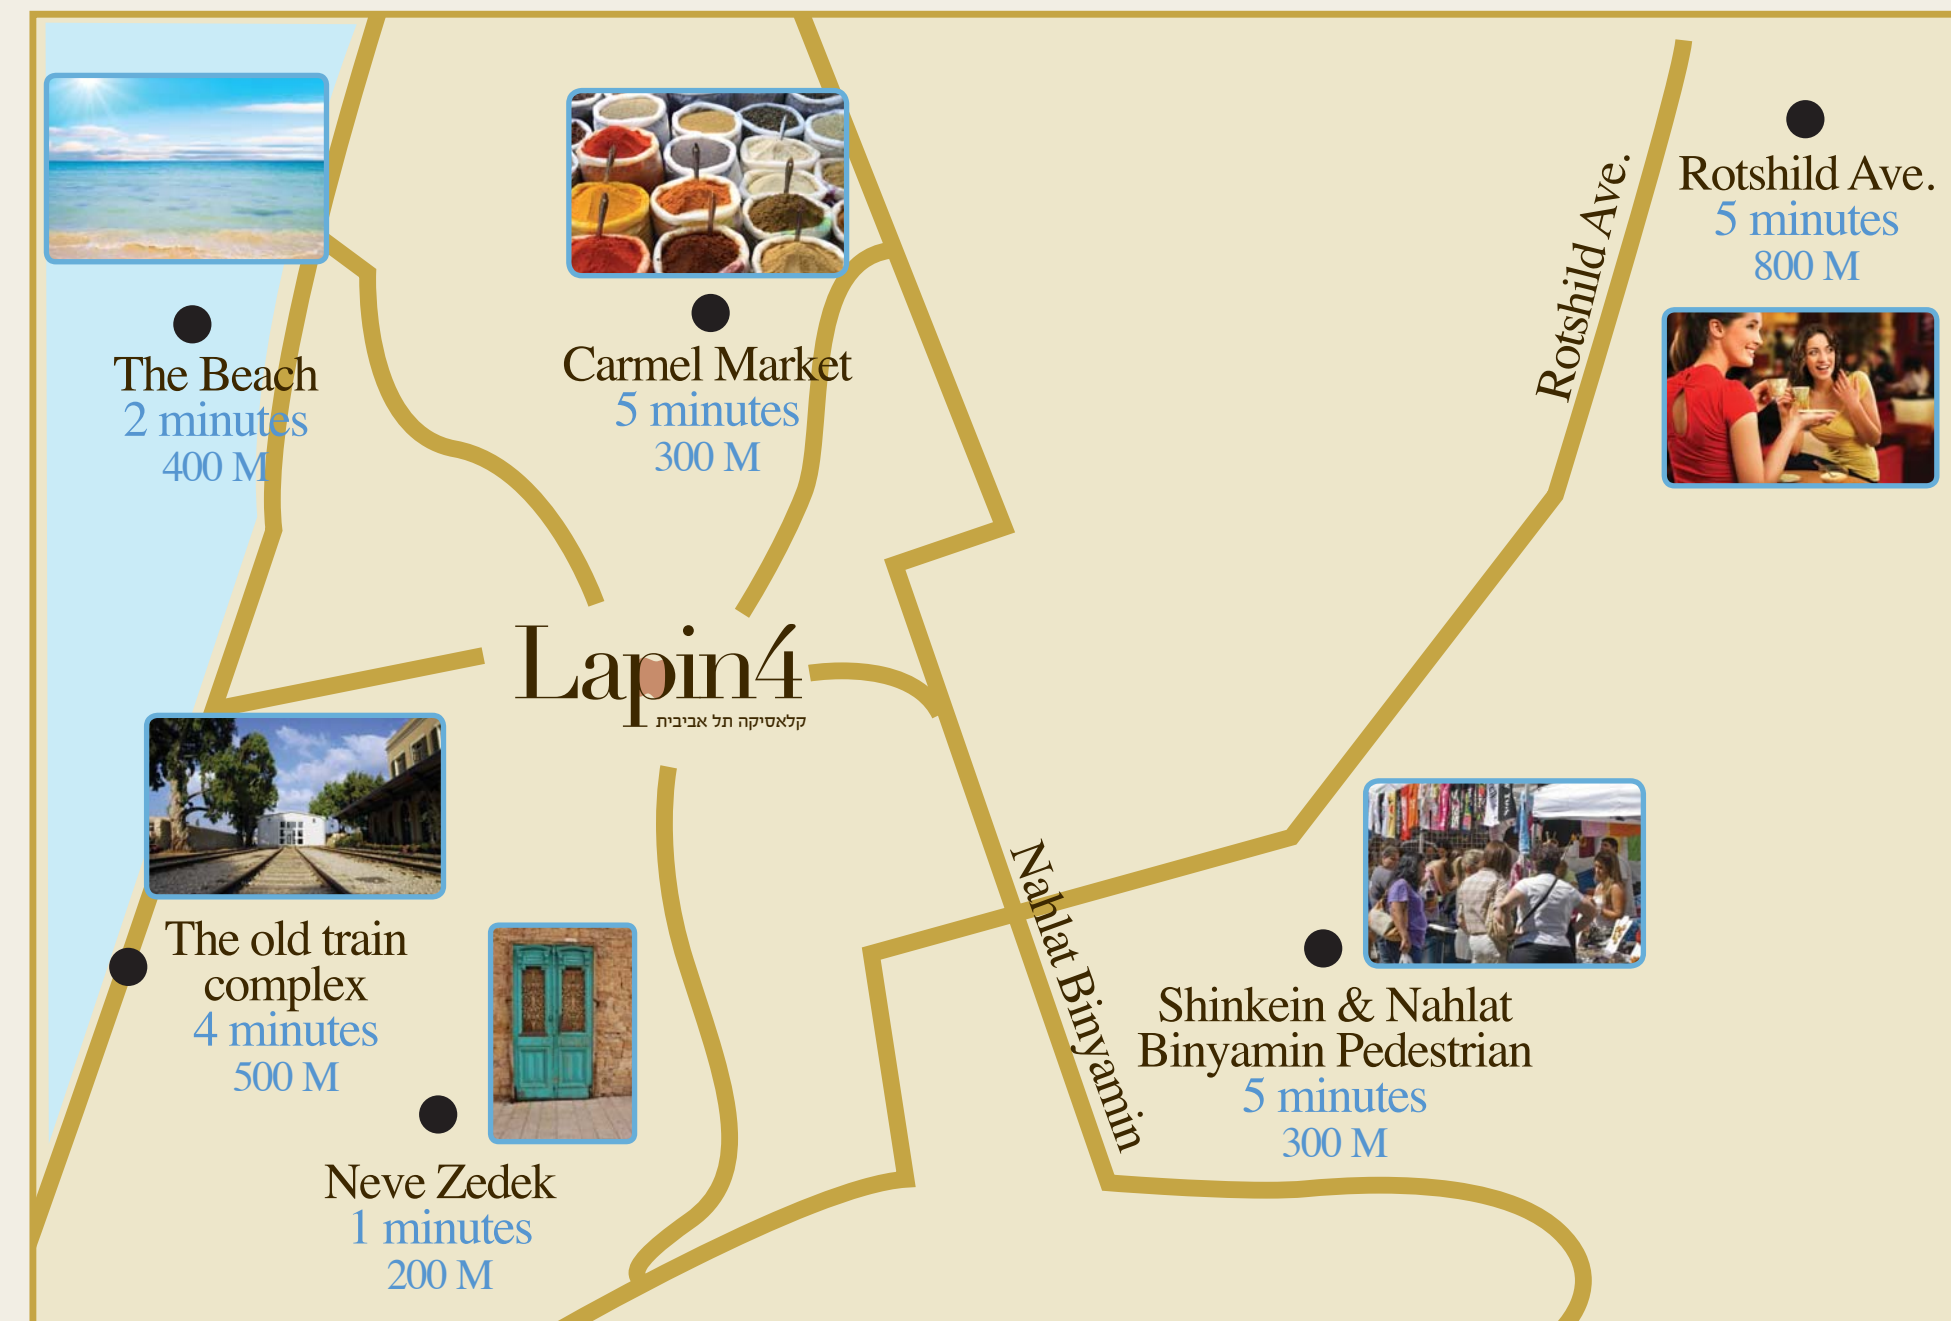 The Beach
2 minutes
400 M
Carmel Market
5 minutes
300 M
Rotshild Ave.
Rotshild Ave.
5 minutes
800 M
Lapin4
קלאסיקה תל אביבית
The old train
complex
4 minutes
500 M
Neve Zedek
1 minutes
200 M
Nahlat Binyamin
Shinkein & Nahlat
Binyamin Pedestrian
5 minutes
300 M